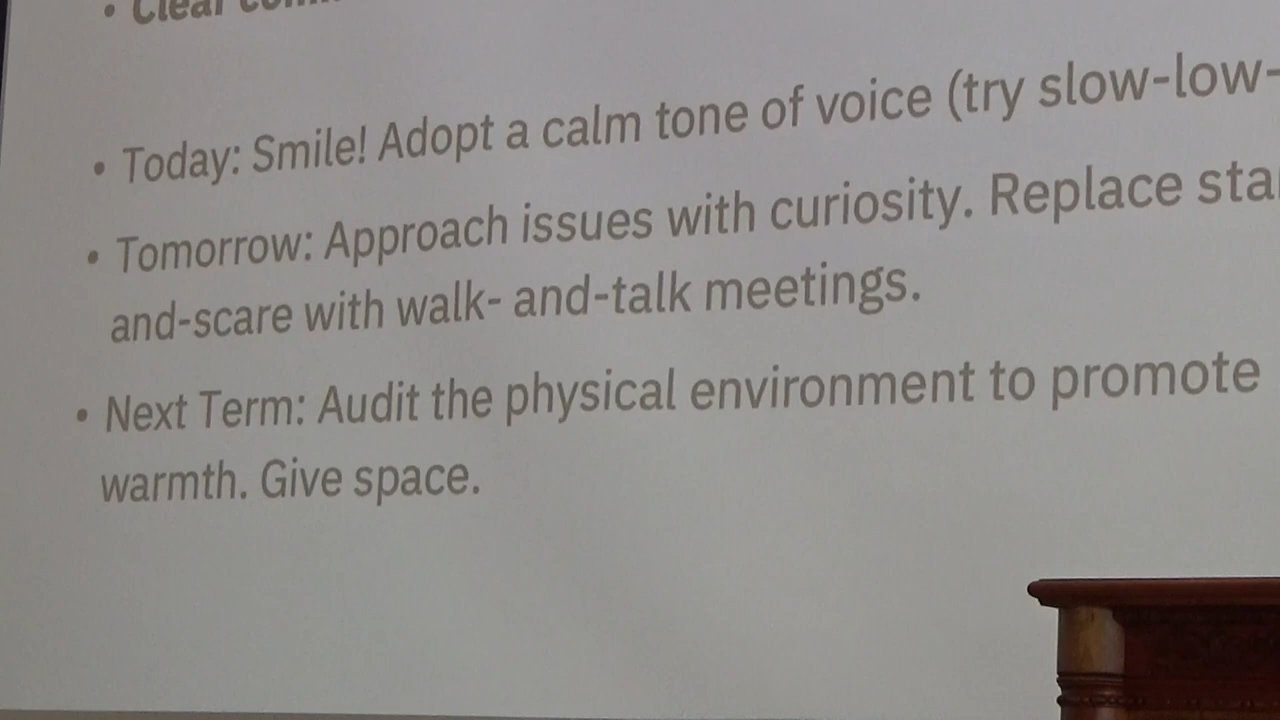 • Clear
• Today: Smile! Adopt a calm tone of voice (try slow-low-
• Tomorrow: Approach issues with curiosity. Replace
and-scare with walk- and-talk meetings.
• Next Term: Audit the physical environment to promote
warmth. Give space.